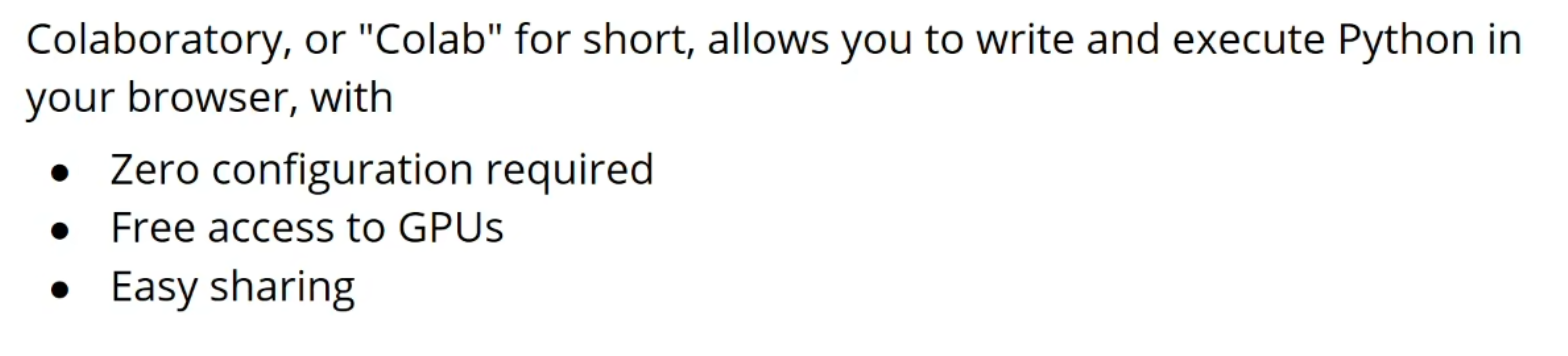 Colaboratory, or "Colab" for short, allows you to write and execute Python in
your browser, with
● Zero configuration required
● Free access to GPUs
● Easy sharing